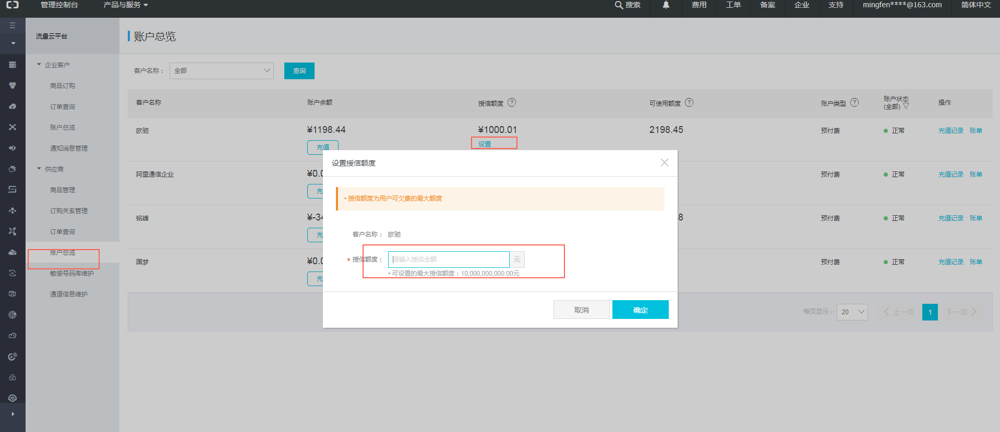 管理控制台 产品与服务 搜索 费用 工单 备案 企业 支持 mingfen****@163.com 简体中文
流量云平台
企业客户
商品订购
订单查询
账户总览
通知消息管理
供应商
商品管理
订购关系管理
订单查询
账户总览
敏感号码库维护
通道信息维护
账户总览
客户名称： 全部 查询
客户名称 账户余额 授信额度 ? 可使用额度 ? 账户类型 ? 账户状态 (全部) 操作
欧驰 ¥1198.44 ¥1000.01 2198.45 预付费 正常 充值记录 账单
充值 设置
阿里通信企业 ¥0.0 预付费 正常 充值记录 账单
充
铭峰 ¥-34 8 预付费 正常 充值记录 账单
充
国梦 ¥0.0 预付费 正常 充值记录 账单
充
设置授信额度
• 授信额度为用户可欠费的最大额度
客户名称： 欧驰
* 授信额度： 请输入授信金额 元
• 可设置的最大授信额度：10,000,000,000.00元
取消 确定
每页显示： 20 上一页 1 下一页